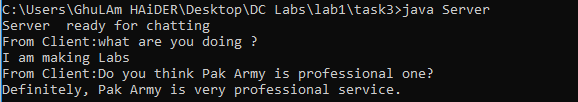 C:\Users\GhuLAm HAiDER\Desktop\DC Labs\lab1\task3>java Server
Server  ready for chatting
From Client:what are you doing ?
I am making Labs
From Client:Do you think Pak Army is professional one?
Definitely, Pak Army is very professional service.